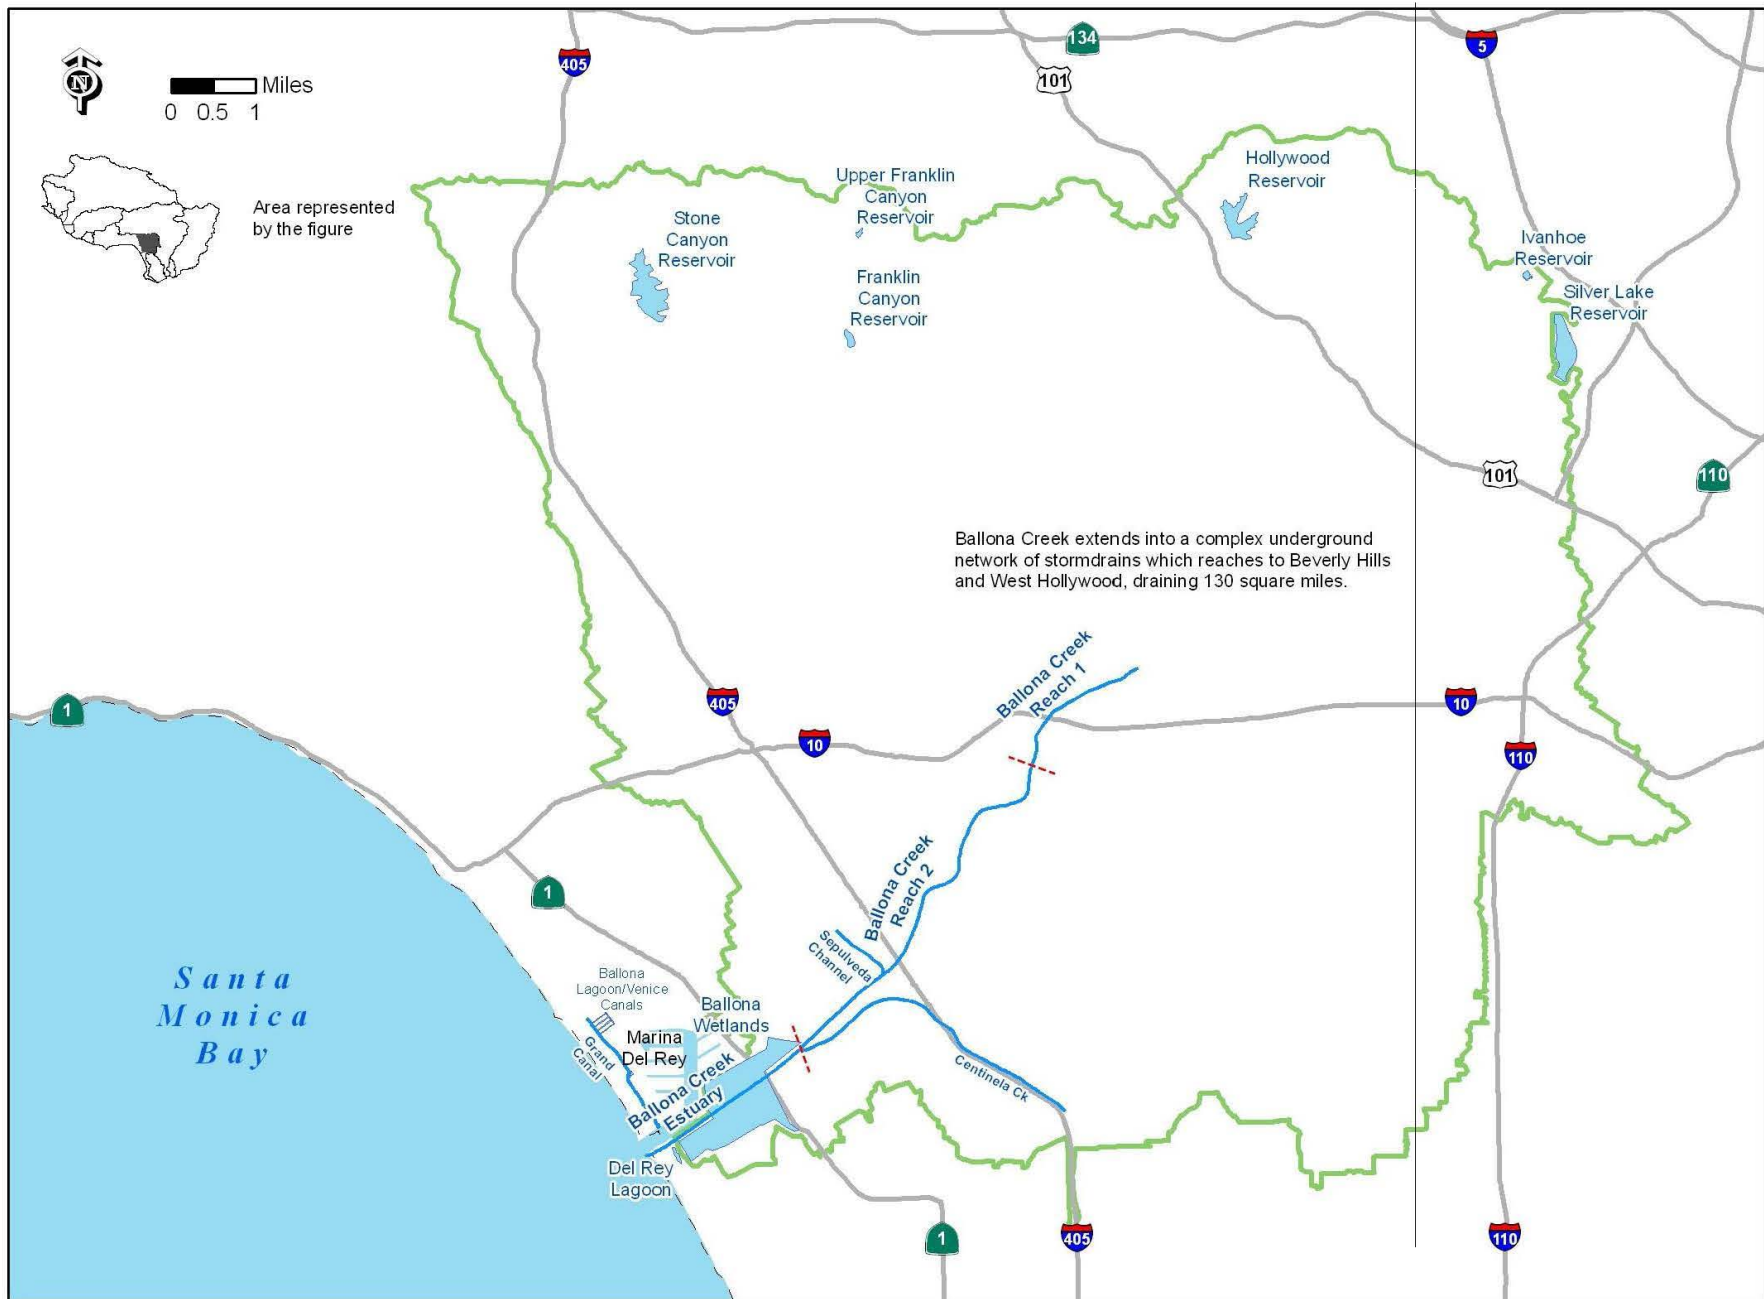 405
134
101
5
N
Miles
0 0.5 1
Area represented
by the figure
Upper Franklin
Canyon
Reservoir
Hollywood
Reservoir
Stone
Canyon
Reservoir
Franklin
Canyon
Reservoir
Ivanhoe
Reservoir
Silver Lake
Reservoir
101
110
Ballona Creek extends into a complex underground
network of stormdrains which reaches to Beverly Hills
and West Hollywood, draining 130 square miles.
Ballona Creek
Reach 1
1
405
10
10
110
Ballona Creek
Reach 2
1
Sepulveda
Channel
Santa
Monica
Bay
Ballona
Lagoon/Venice
Canals
Ballona
Wetlands
Marina
Del Rey
Grand
Canal
Ballona Creek
Estuary
Centinela Ck
Del Rey
Lagoon
1
405
110